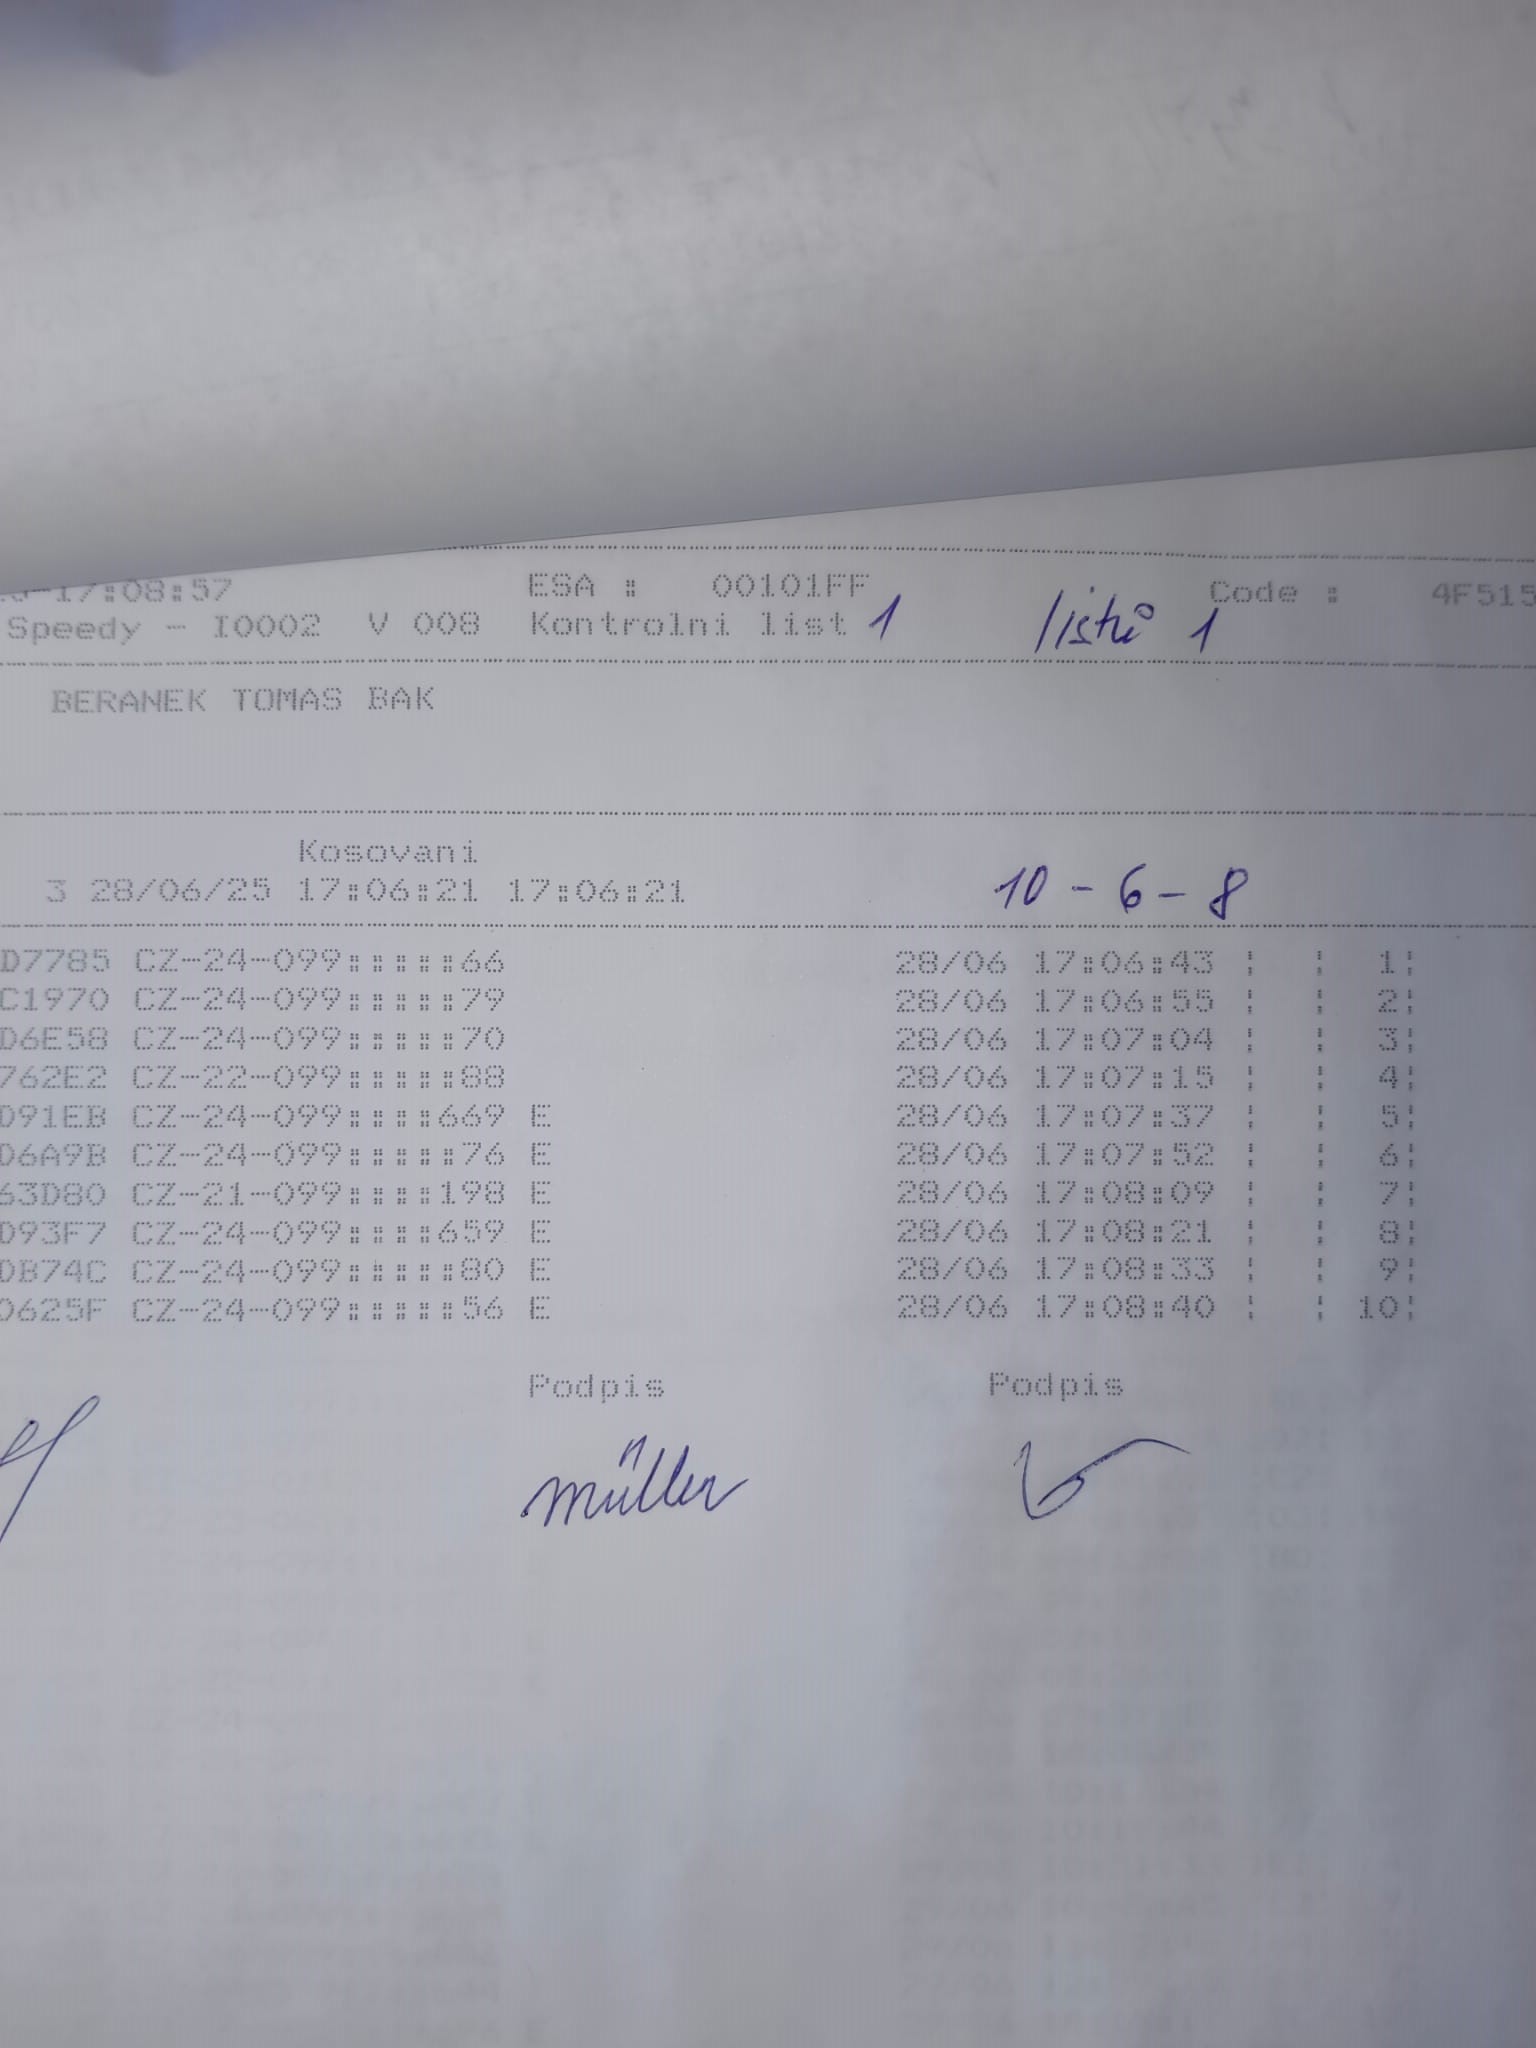 -17:08:57 ESA : 00101FF Code : 4F515
Speedy - I0002 V 008 Kontrolni list 1 listů 1
BERANEK TOMAS BAK
Kosovani
3 28/06/25 17:06:21 17:06:21 10 - 6 - 8
D7785 CZ-24-099:::::66 28/06 17:06:43 : : 1:
C1970 CZ-24-099:::::79 28/06 17:06:55 : : 2:
D6E58 CZ-24-099:::::70 28/06 17:07:04 : : 3:
762E2 CZ-22-099:::::88 28/06 17:07:15 : : 4:
D91EB CZ-24-099::::669 E 28/06 17:07:37 : : 5:
D6A9B CZ-24-099:::::76 E 28/06 17:07:52 : : 6:
63D80 CZ-21-099::::198 E 28/06 17:08:09 : : 7:
D93F7 CZ-24-099::::659 E 28/06 17:08:21 : : 8:
DB74C CZ-24-099:::::80 E 28/06 17:08:33 : : 9:
0625F CZ-24-099:::::56 E 28/06 17:08:40 : : 10:
Podpis Podpis
müller